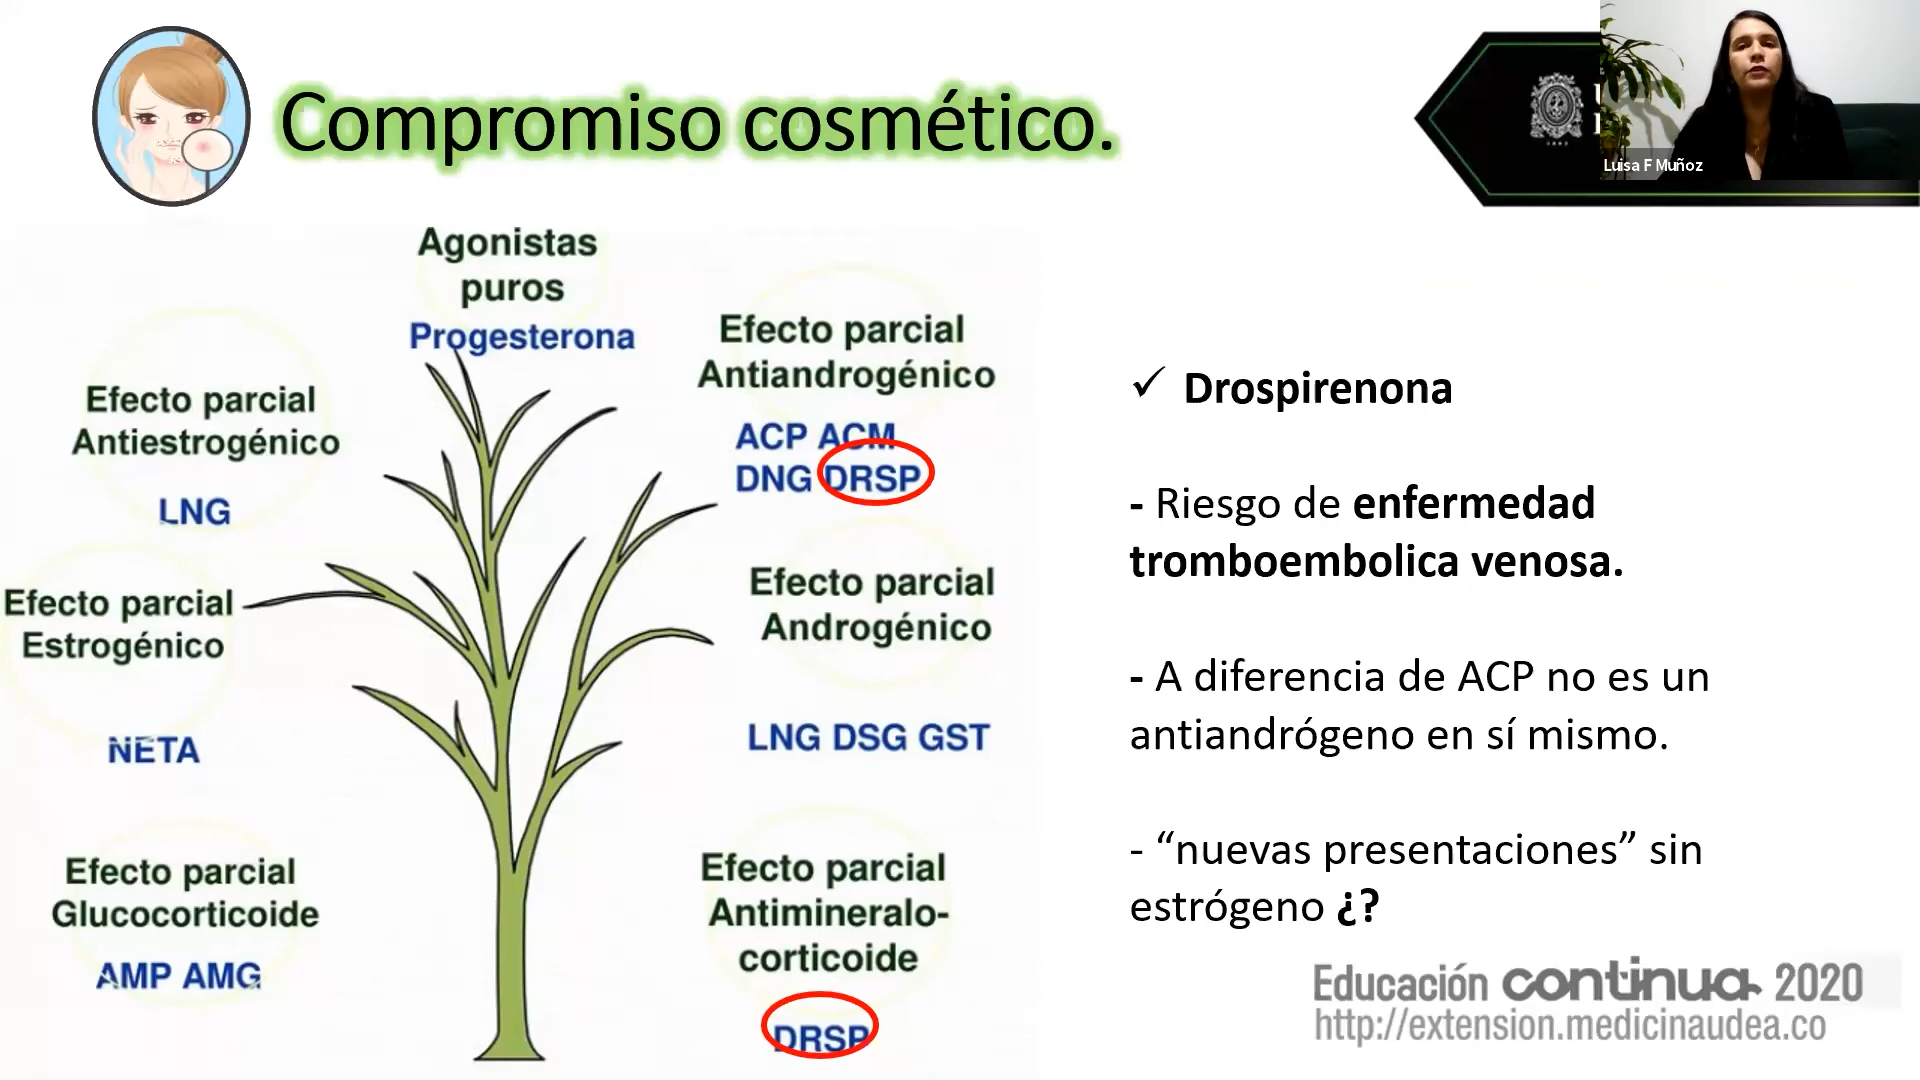 Compromiso cosmético.
Luisa F Muñoz
Agonistas
puros
Progesterona
Efecto parcial
Antiandrogénico
ACP ACM
DNG DRSP
Efecto parcial
Antiestrogénico
LNG
Efecto parcial
Estrogénico
NETA
Efecto parcial
Androgénico
LNG DSG GST
Efecto parcial
Glucocorticoide
AMP AMG
Efecto parcial
Antimineralo-
corticoide
DRSP
✓ Drospirenona
- Riesgo de enfermedad
tromboembolica venosa.
- A diferencia de ACP no es un
antiandrógeno en sí mismo.
- “nuevas presentaciones” sin
estrógeno ¿?
Educación continua 2020
http://extension.medicinaudea.co